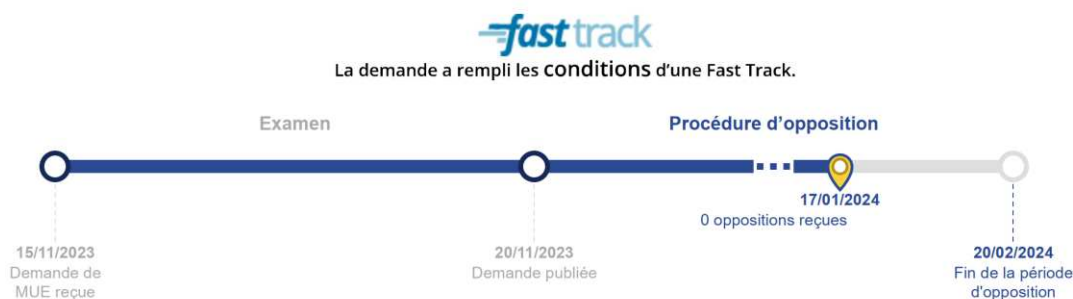 fast track
La demande a rempli les conditions d'une Fast Track.
Examen
Procédure d'opposition
17/01/2024
0 oppositions reçues
15/11/2023
Demande de
MUE reçue
20/11/2023
Demande publiée
20/02/2024
Fin de la période
d'opposition